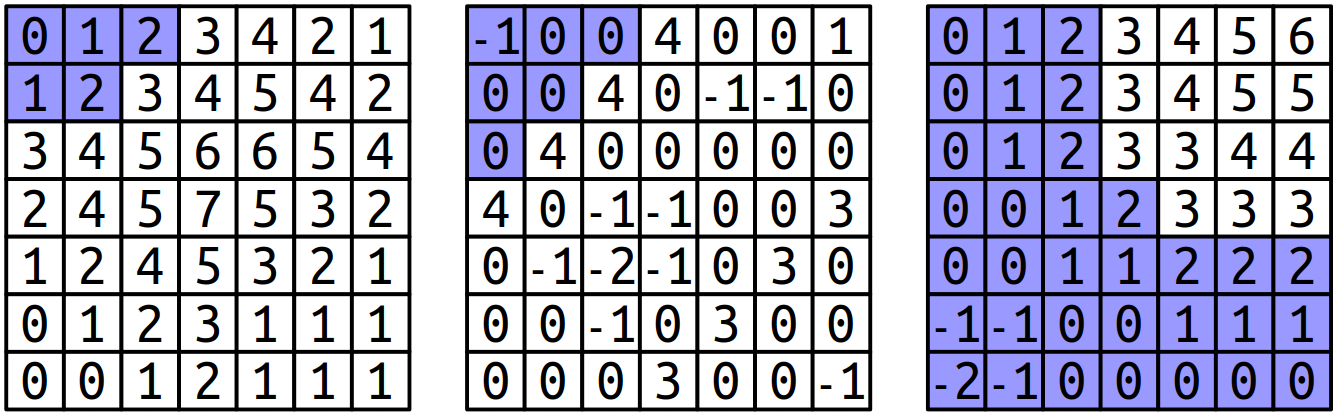 0 1 2 3 4 2 1 -1 0 0 4 0 0 1 0 1 2 3 4 5 6
1 2 3 4 5 4 2 0 0 4 0 -1 -1 0 0 1 2 3 4 5 5
3 4 5 6 6 5 4 0 4 0 0 0 0 0 0 1 2 3 3 4 4
2 4 5 7 5 3 2 4 0 -1 -1 0 0 3 0 0 1 2 3 3 3
1 2 4 5 3 2 1 0 -1 -2 -1 0 3 0 0 0 1 1 2 2 2
0 1 2 3 1 1 1 0 0 -1 0 3 0 0 -1 -1 0 0 1 1 1
0 0 1 2 1 1 1 0 0 0 3 0 0 -1 -2 -1 0 0 0 0 0